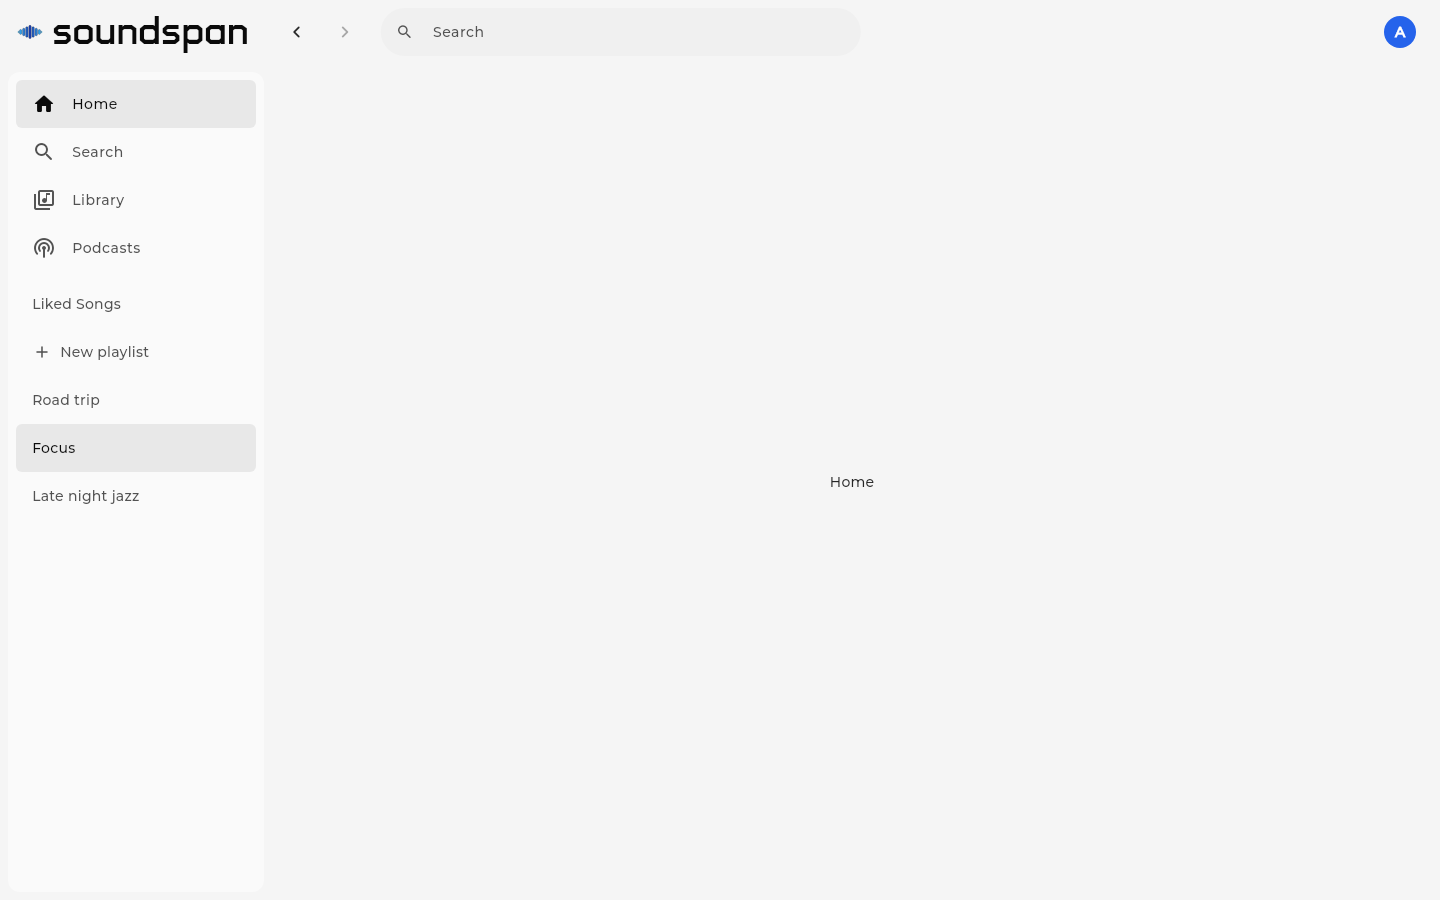 soundspan
Search
A
Home
Search
Library
Podcasts
Liked Songs
New playlist
Road trip
Focus
Late night jazz
Home